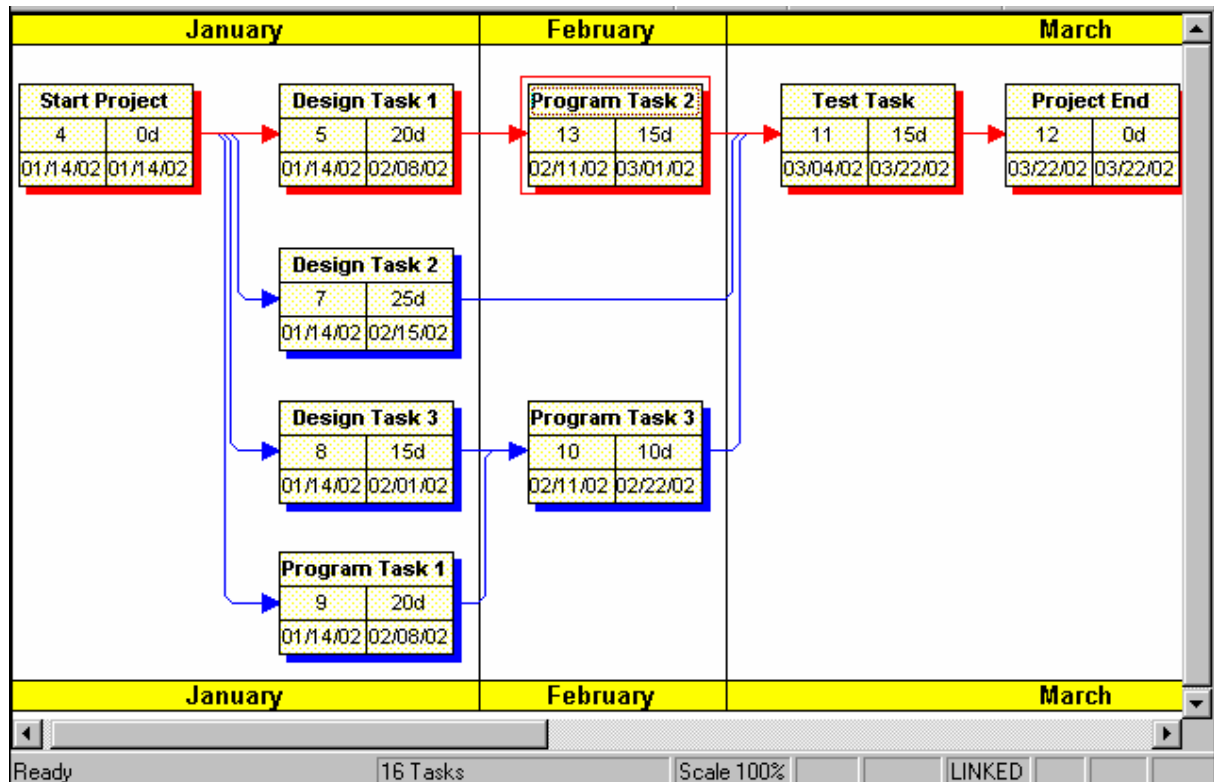 January February March
Start Project Design Task 1 Program Task 2 Test Task Project End
4 0d 5 20d 13 15d 11 15d 12 0d
01/14/02 01/14/02 01/14/02 02/08/02 02/11/02 03/01/02 03/04/02 03/22/02 03/22/02 03/22/02
Design Task 2
7 25d
01/14/02 02/15/02
Design Task 3 Program Task 3
8 15d 10 10d
01/14/02 02/01/02 02/11/02 02/22/02
Program Task 1
9 20d
01/14/02 02/08/02
January February March
Ready 16 Tasks Scale 100% LINKED